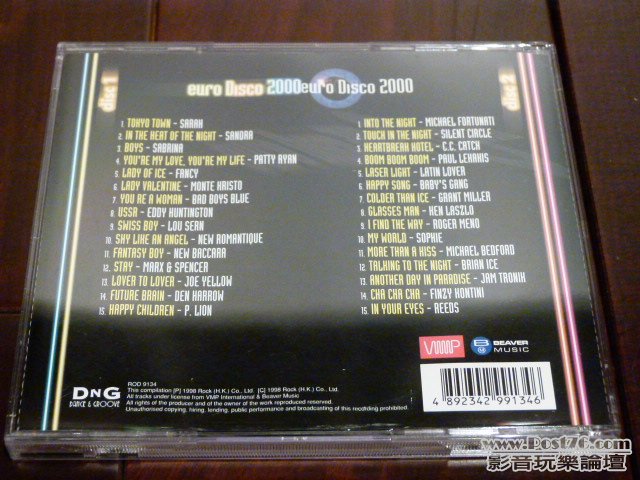 euro Disco 2000euro Disco 2000
disc 1
1. TOKYO TOWN - SARAH
2. IN THE HEAT OF THE NIGHT - SANDRA
3. BOYS - SABRINA
4. YOU'RE MY LOVE, YOU'RE MY LIFE - PATTY RYAN
5. LADY OF ICE - FANCY
6. LADY VALENTINE - MONTE KRISTO
7. YOU ARE A WOMAN - BAD BOYS BLUE
8. USSR - EDDY HUNTINGTON
9. SWISS BOY - LOU SERN
10. SHY LIKE AN ANGEL - NEW ROMANTIQUE
11. FANTASY BOY - NEW BACCARA
12. STAY - MARX & SPENCER
13. LOVER TO LOVER - JOE YELLOW
14. FUTURE BRAIN - DEN HARROW
15. HAPPY CHILDREN - P. LION
disc 2
1. INTO THE NIGHT - MICHAEL FORTUNATI
2. TOUCH IN THE NIGHT - SILENT CIRCLE
3. HEARTBREAK HOTEL - C.C. CATCH
4. BOOM BOOM BOOM - PAUL LEKAKIS
5. LASER LIGHT - LATIN LOVER
6. HAPPY SONG - BABY'S GANG
7. COLDER THAN ICE - GRANT MILLER
8. GLASSES MAN - KEN LASZLO
9. I FIND THE WAY - ROGER MENO
10. MY WORLD - SOPHIE
11. MORE THAN A KISS - MICHAEL BEDFORD
12. TALKING TO THE NIGHT - BRIAN ICE
13. ANOTHER DAY IN PARADISE - JAM TRONIK
14. CHA CHA CHA - FINZY KONTINI
15. IN YOUR EYES - REEDS
VMP
B
BEAVER
MUSIC
DNG
DANCE & GROOVE
ROD 9134
This compilation [P] 1998 Rock (H.K.) Co., Ltd. [C] 1998 Rock (H.K.) Co., Ltd.
All tracks under license from VMP International & Beaver Music
All rights of the producer and of the owner of the work reproduced reserved.
Unauthorised copying, hiring, lending, public performance and broadcasting of this recording prohibited.
4 892342 991346
www.Post76.com
影音玩樂論壇